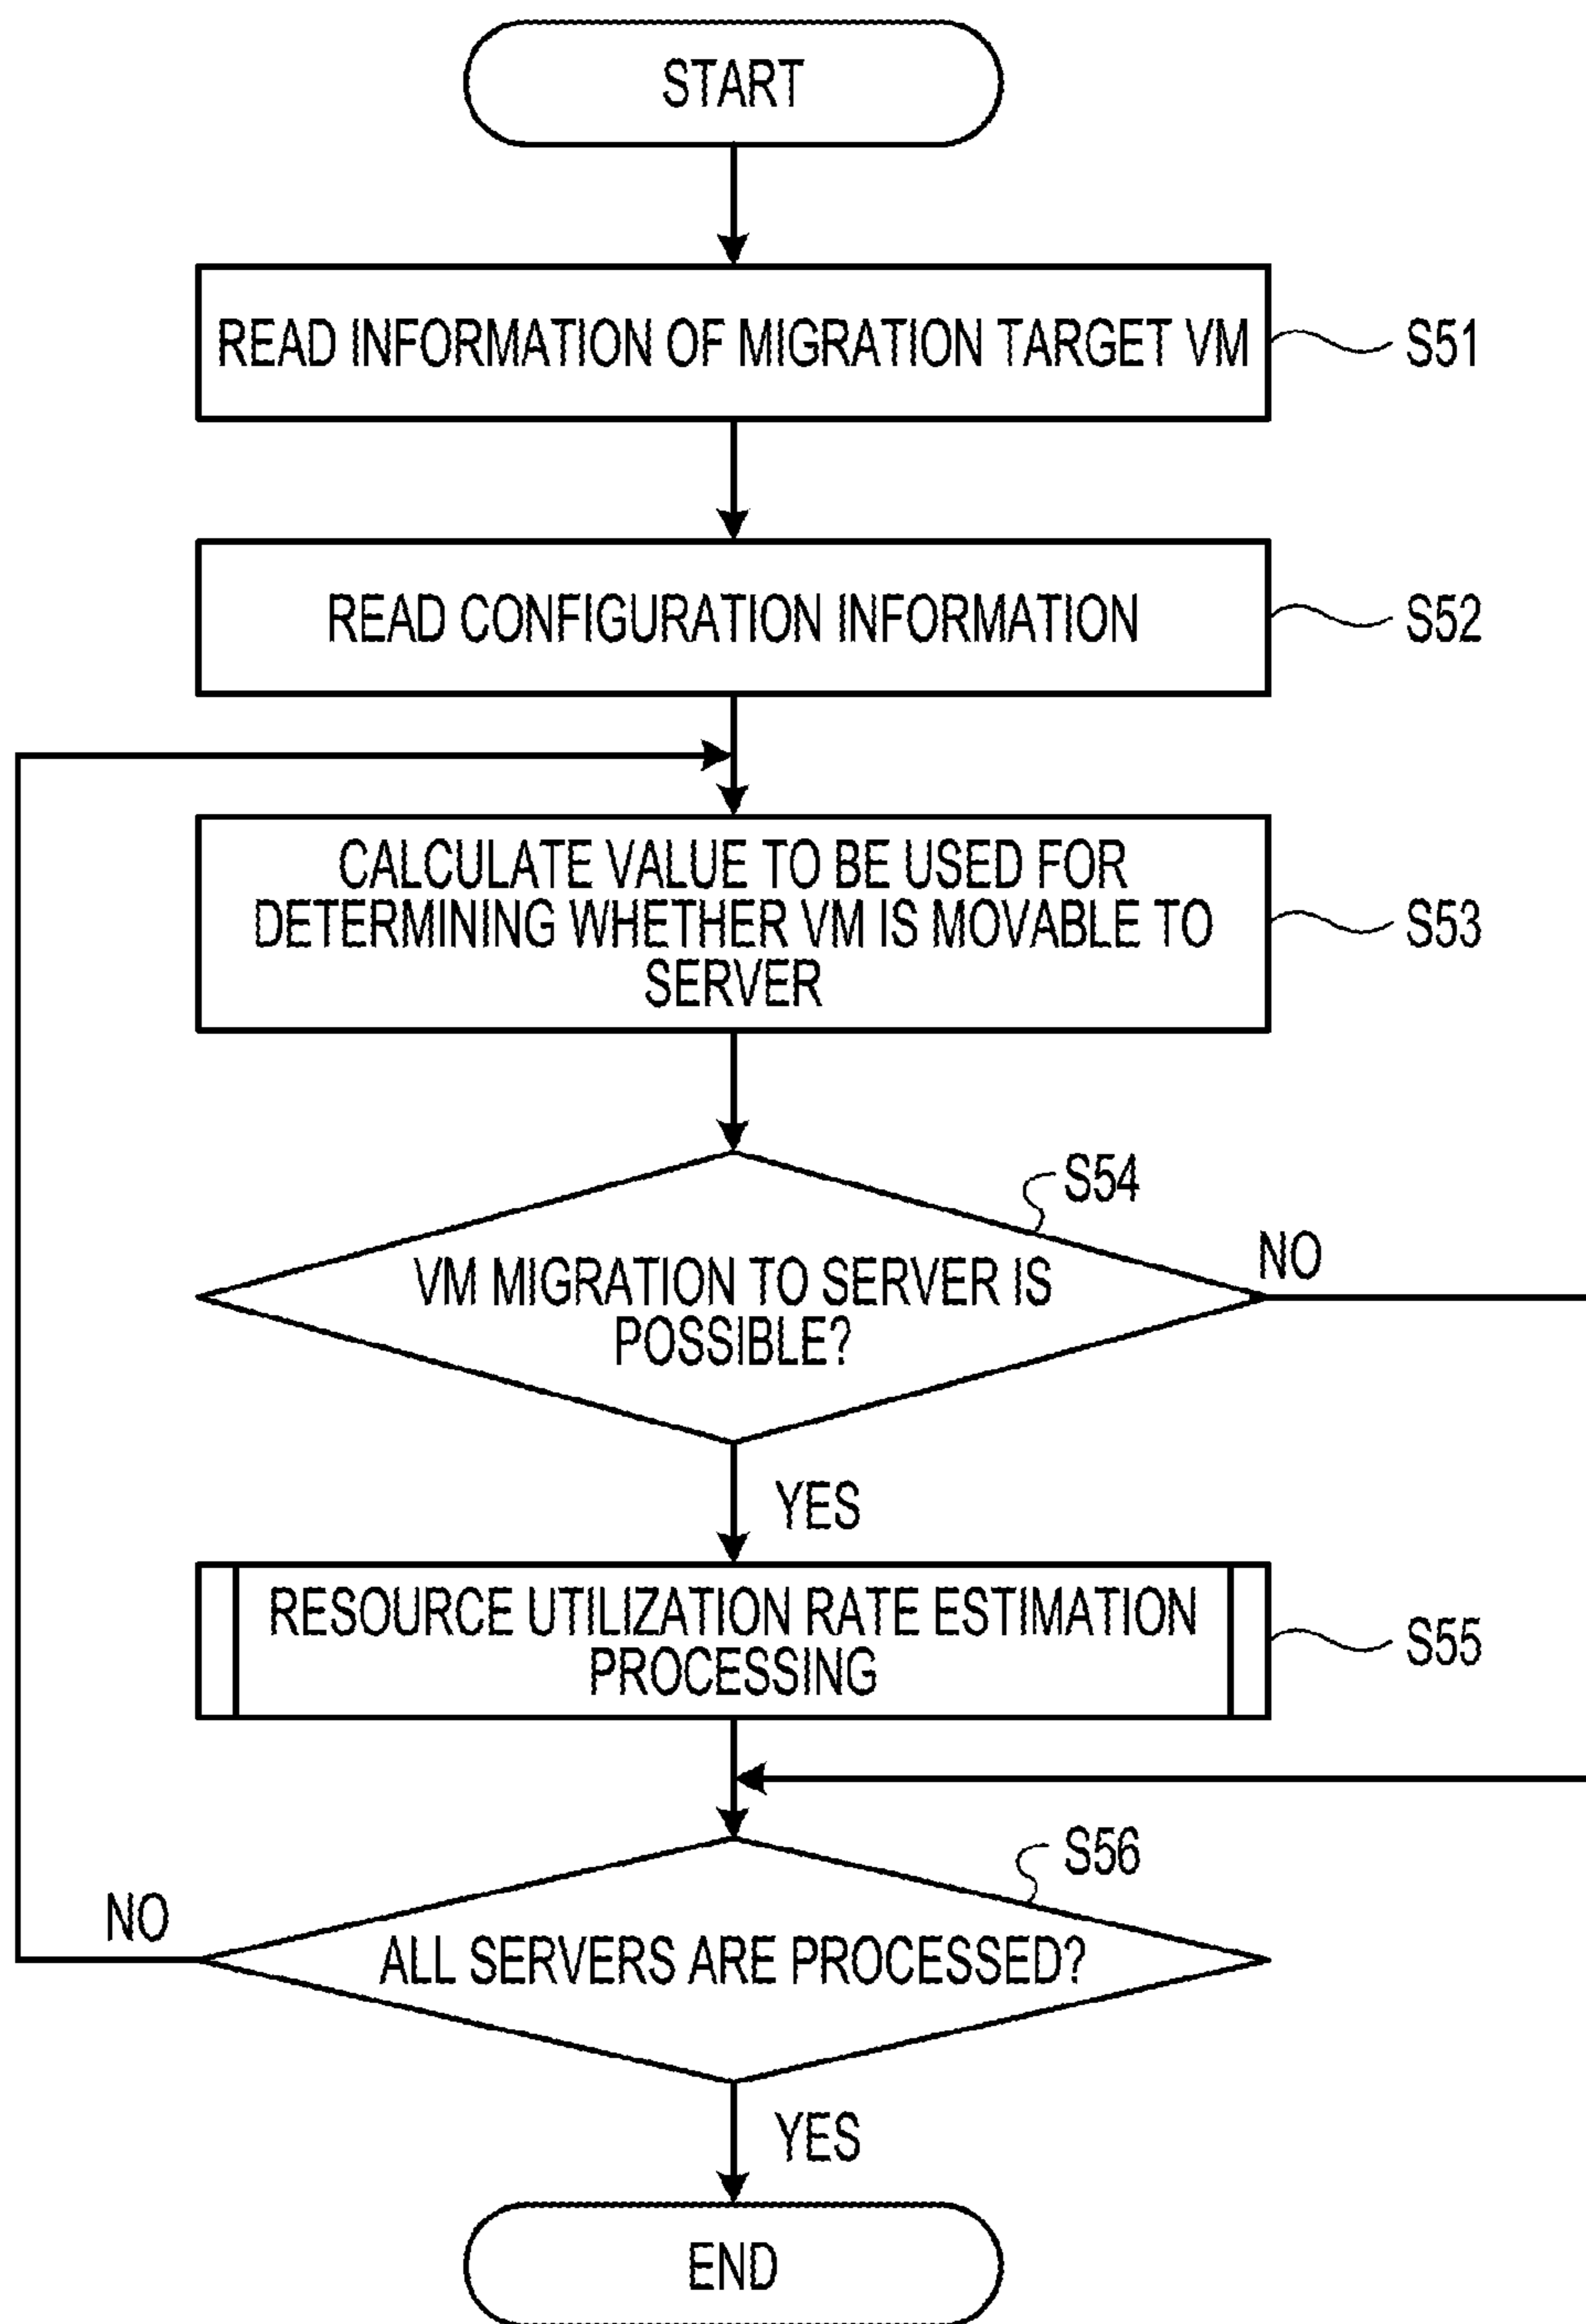 START
READ INFORMATION OF MIGRATION TARGET VM
S51
READ CONFIGURATION INFORMATION
S52
CALCULATE VALUE TO BE USED FOR
DETERMINING WHETHER VM IS MOVABLE TO
SERVER
S53
S54
VM MIGRATION TO SERVER IS
POSSIBLE?
NO
YES
RESOURCE UTILIZATION RATE ESTIMATION
PROCESSING
S55
S56
ALL SERVERS ARE PROCESSED?
NO
YES
END